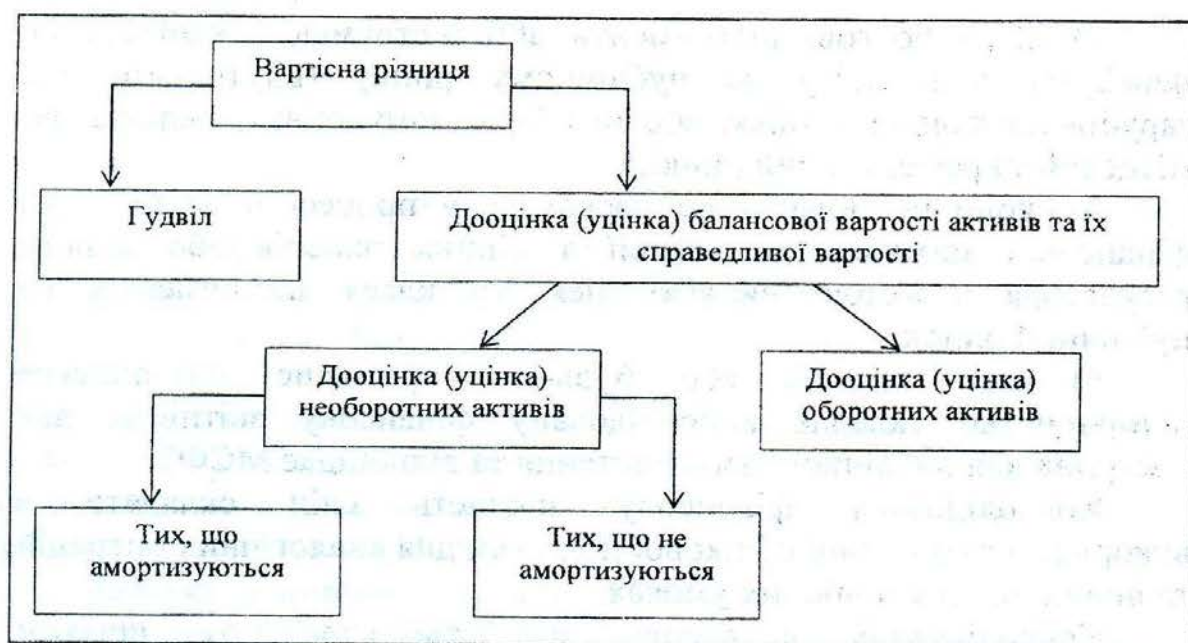 Вартісна різниця
Гудвіл
Дооцінка (уцінка) балансової вартості активів та їх
справедливої вартості
Дооцінка (уцінка)
необоронних активів
Дооцінка (уцінка)
оборотних активів
Тих, що
амортизуються
Тих, що не
амортизуються